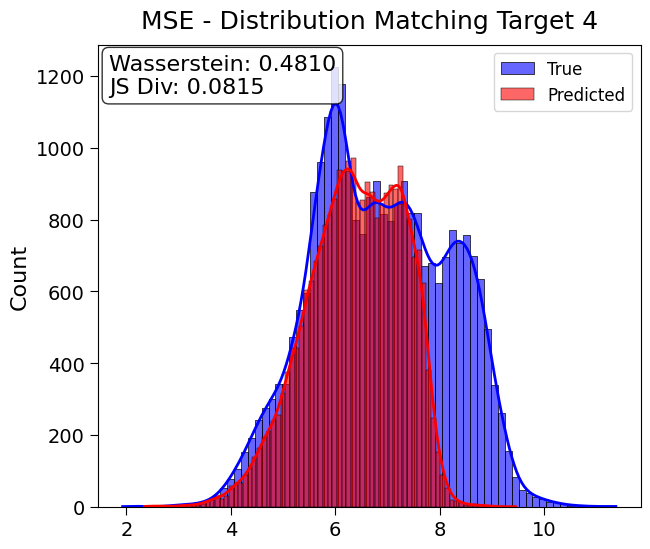 MSE - Distribution Matching Target 4
Wasserstein: 0.4810
JS Div: 0.0815
True
Predicted
Count
1200
1000
800
600
400
200
0
2 4 6 8 10